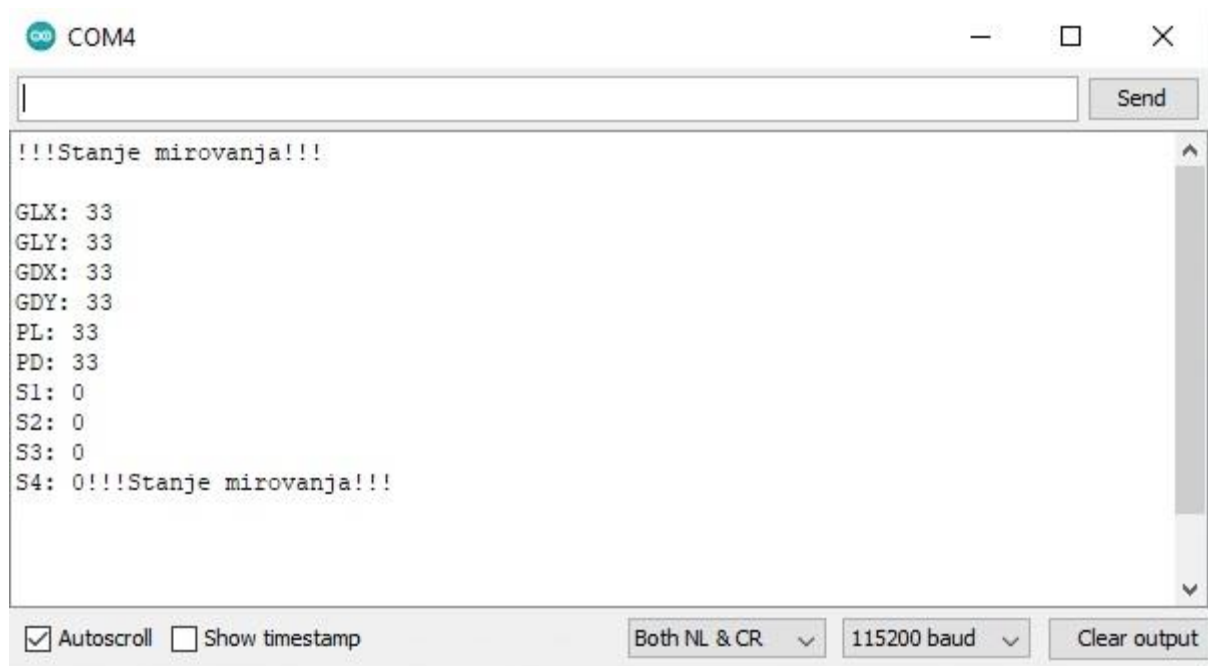 COM4
Send
!!!Stanje mirovanja!!!
GLX: 33
GLY: 33
GDX: 33
GDY: 33
PL: 33
PD: 33
S1: 0
S2: 0
S3: 0
S4: 0!!!Stanje mirovanja!!!
Autoscroll Show timestamp Both NL & CR 115200 baud Clear output